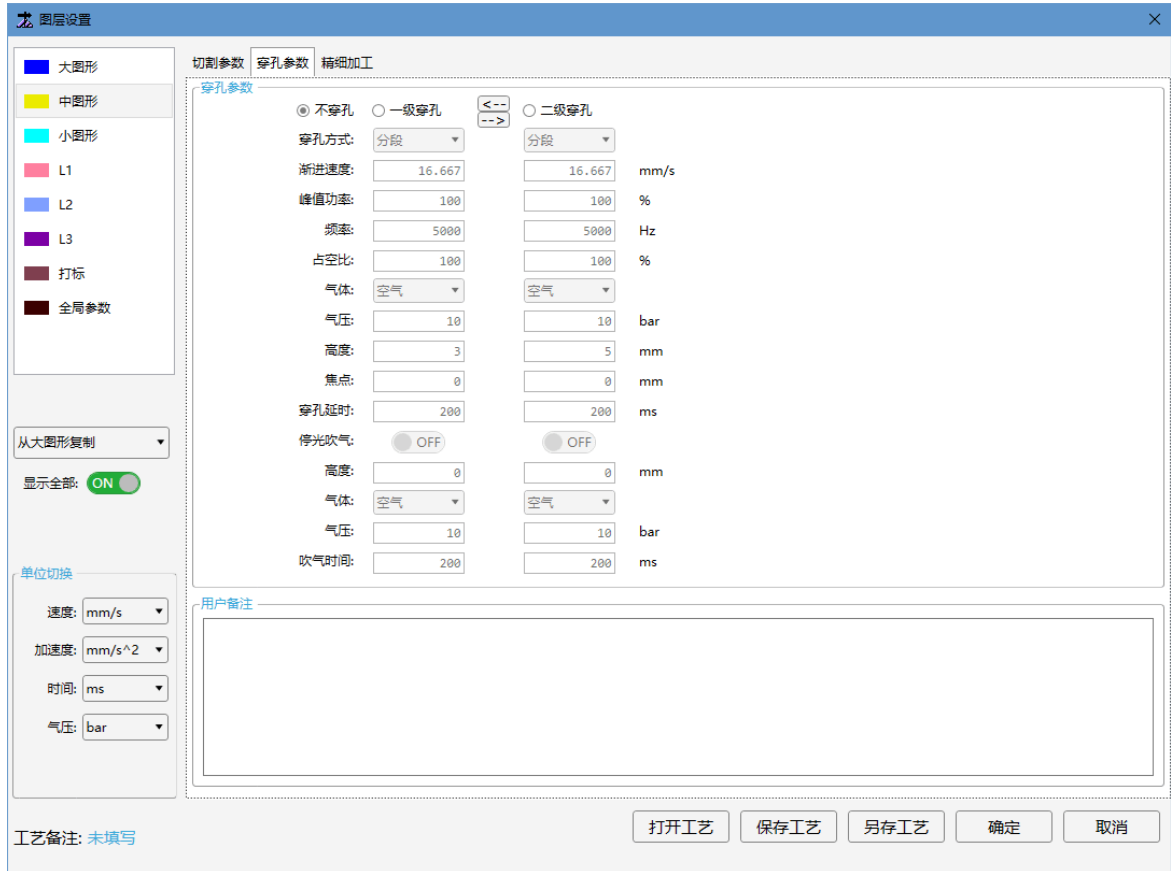 图层设置
大图形
中图形
小图形
L1
L2
L3
打标
全局参数
从大图形复制
显示全部: ON
单位切换
速度: mm/s
加速度: mm/s^2
时间: ms
气压: bar
切割参数 穿孔参数 精细加工
穿孔参数
不穿孔 一级穿孔 <-- --> 二级穿孔
穿孔方式: 分段 分段
渐进速度: 16.667 16.667 mm/s
峰值功率: 100 100 %
频率: 5000 5000 Hz
占空比: 100 100 %
气体: 空气 空气
气压: 10 10 bar
高度: 3 5 mm
焦点: 0 0 mm
穿孔延时: 200 200 ms
停光吹气: OFF OFF
高度: 0 0 mm
气体: 空气 空气
气压: 10 10 bar
吹气时间: 200 200 ms
用户备注
工艺备注: 未填写
打开工艺 保存工艺 另存工艺 确定 取消